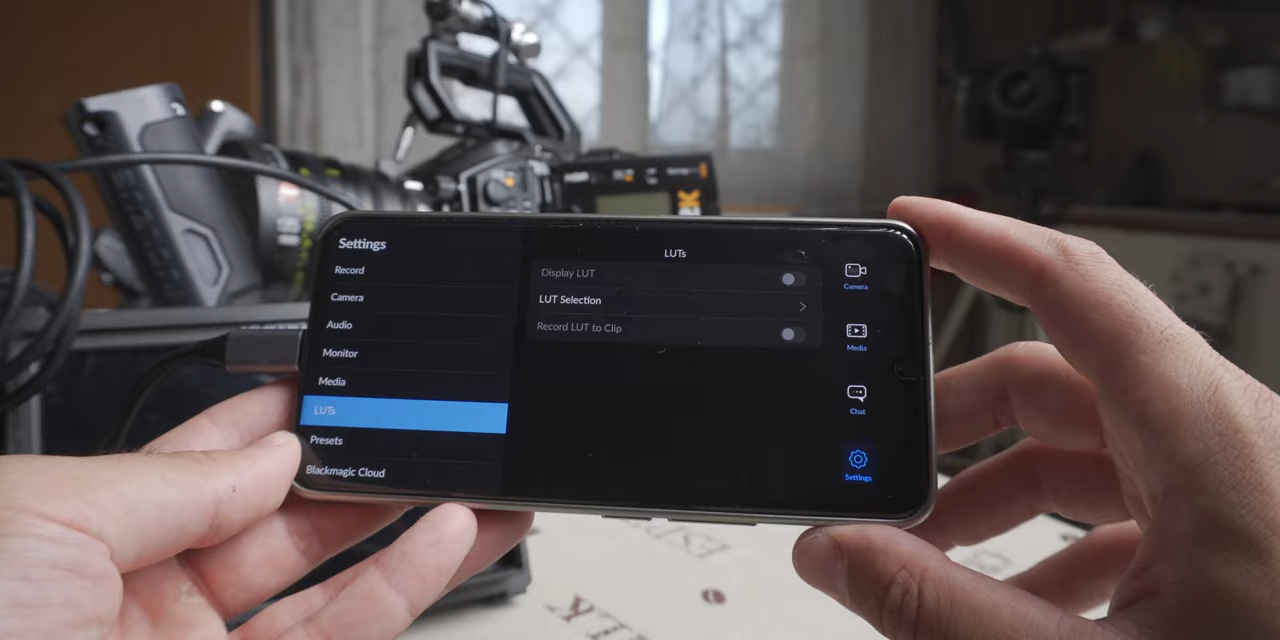 Settings
Record
Camera
Audio
Monitor
Media
LUTs
Presets
Blackmagic Cloud
LUTs
Display LUT
LUT Selection
Record LUT to Clip
Camera
Media
Chat
Settings